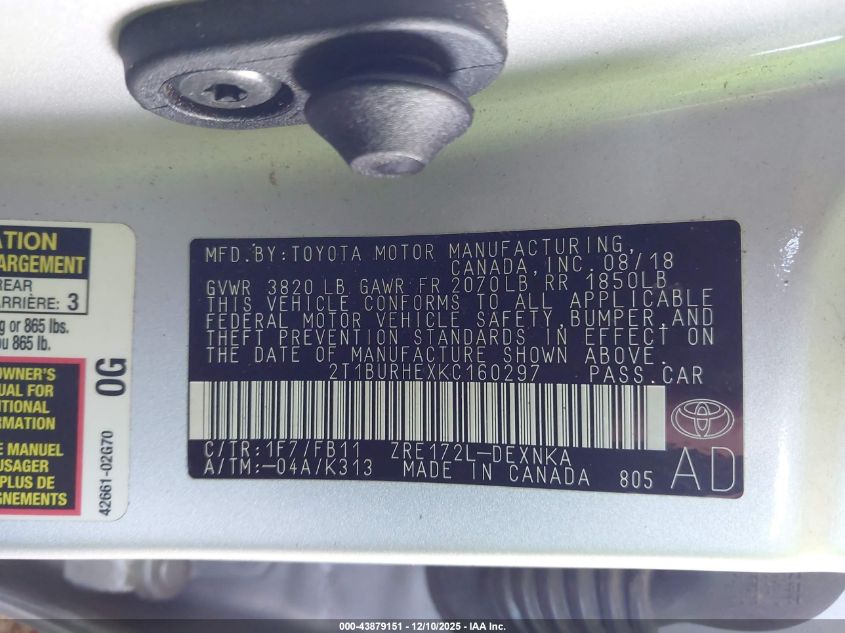 ATION
ARGEMENT
REAR
ARRIÈRE: 3
g or 865 lbs.
ou 865 lb.
OWNER'S
UAL FOR
ITIONAL
RMATION
E MANUEL
USAGER
PLUS DE
GNEMENTS
0G
42661-02G70
MFD. BY: TOYOTA MOTOR MANUFACTURING,
CANADA, INC. 08/18
GVWR 3820 LB GAWR FR 2070LB RR 1850LB
THIS VEHICLE CONFORMS TO ALL APPLICABLE
FEDERAL MOTOR VEHICLE SAFETY, BUMPER, AND
THEFT PREVENTION STANDARDS IN EFFECT ON
THE DATE OF MANUFACTURE SHOWN ABOVE.
2T1BURHEXKC160297 PASS. CAR
C/TR: 1F7/FB11 ZRE172L-DEXNKA
A/TM: -04A/K313 MADE IN CANADA 805
AD
000-43879151 - 12/10/2025 - IAA Inc.